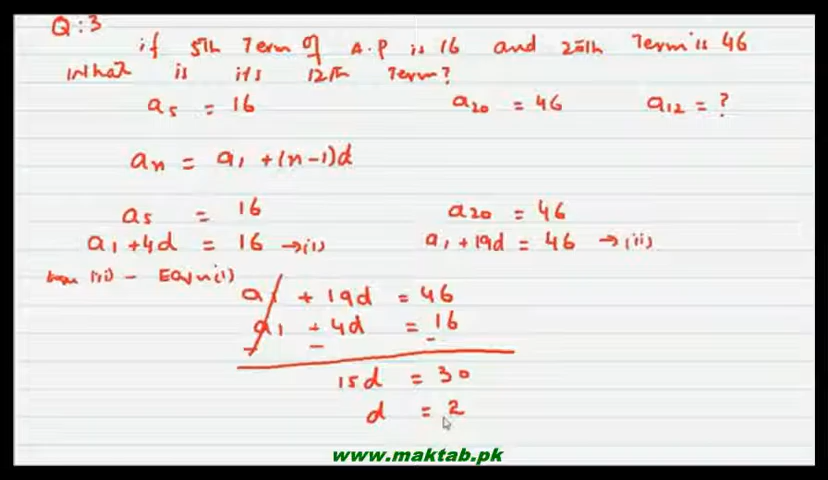 Q:3
if 5th Term of A.P is 16 and 20th Term is 46
What is its 12th Term?
a5 = 16 a20 = 46 a12 = ?
an = a1 + (n-1)d
a5 = 16 a20 = 46
a1 + 4d = 16 →(i) a1 + 19d = 46 →(ii)
Eqn (ii) - Eqn(i)
a1 + 19d = 46
a1 + 4d = 16
- - -
15d = 30
d = 2
www.maktab.pk